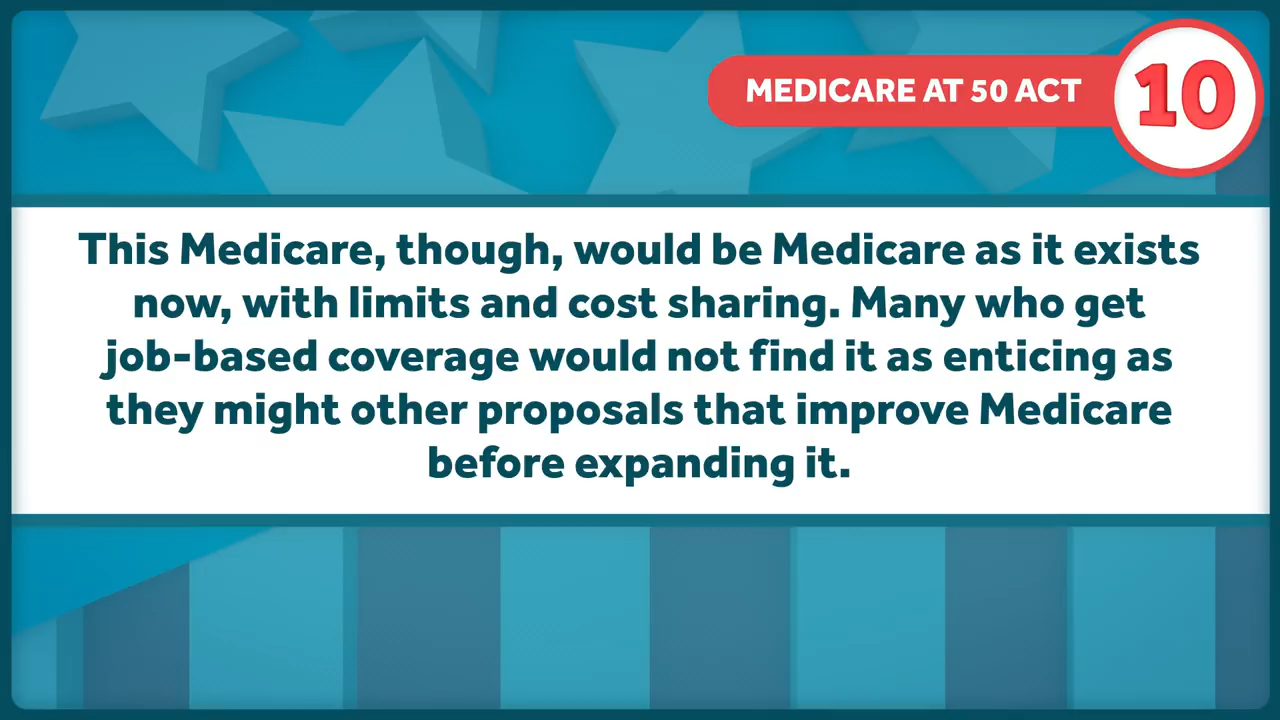 MEDICARE AT 50 ACT
10
This Medicare, though, would be Medicare as it exists
now, with limits and cost sharing. Many who get
job-based coverage would not find it as enticing as
they might other proposals that improve Medicare
before expanding it.